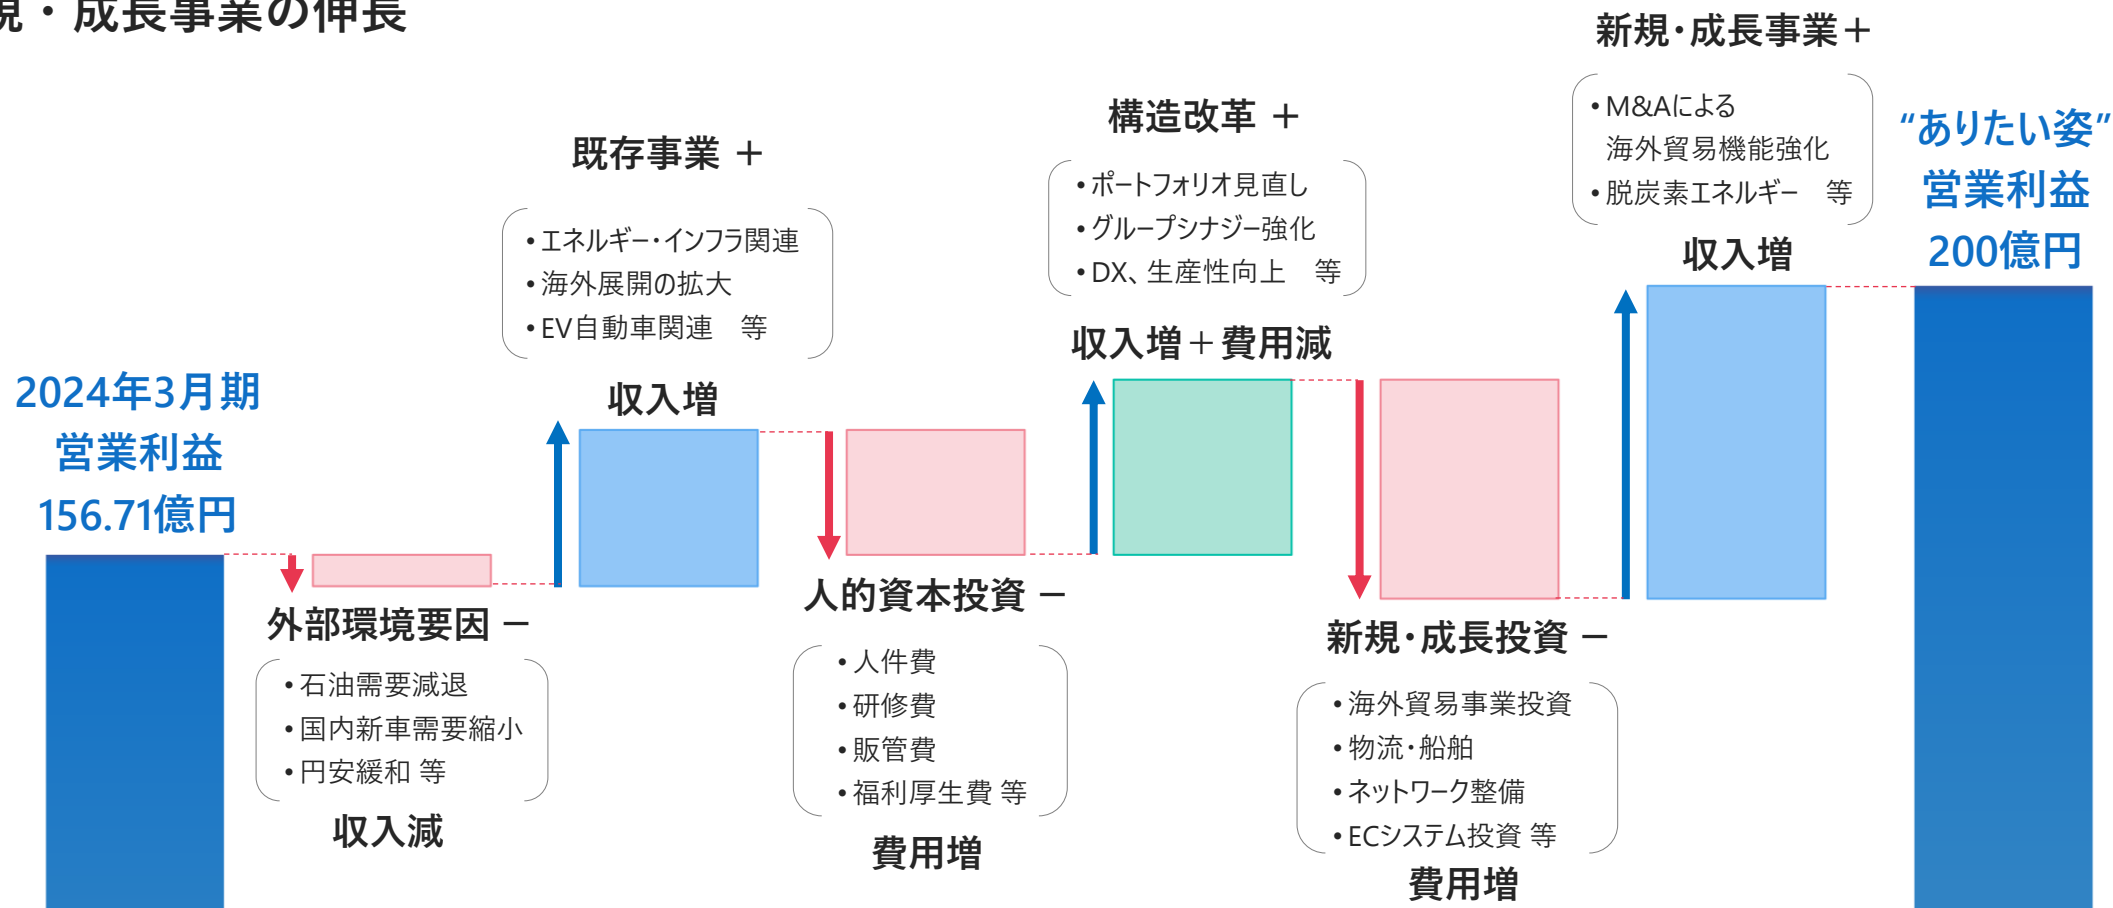 規・成長事業の伸長
2024年3月期
営業利益
156.71億円
外部環境要因 －
•石油需要減退
•国内新車需要縮小
•円安緩和 等
収入減
既存事業 ＋
•エネルギー・インフラ関連
•海外展開の拡大
•EV自動車関連　等
収入増
人的資本投資 －
•人件費
•研修費
•販管費
•福利厚生費 等
費用増
構造改革 ＋
•ポートフォリオ見直し
•グループシナジー強化
•DX、生産性向上　等
収入増＋費用減
新規・成長投資 －
•海外貿易事業投資
•物流・船舶
•ネットワーク整備
•ECシステム投資 等
費用増
新規・成長事業＋
•M&Aによる
海外貿易機能強化
•脱炭素エネルギー　等
収入増
“ありたい姿”
営業利益
200億円